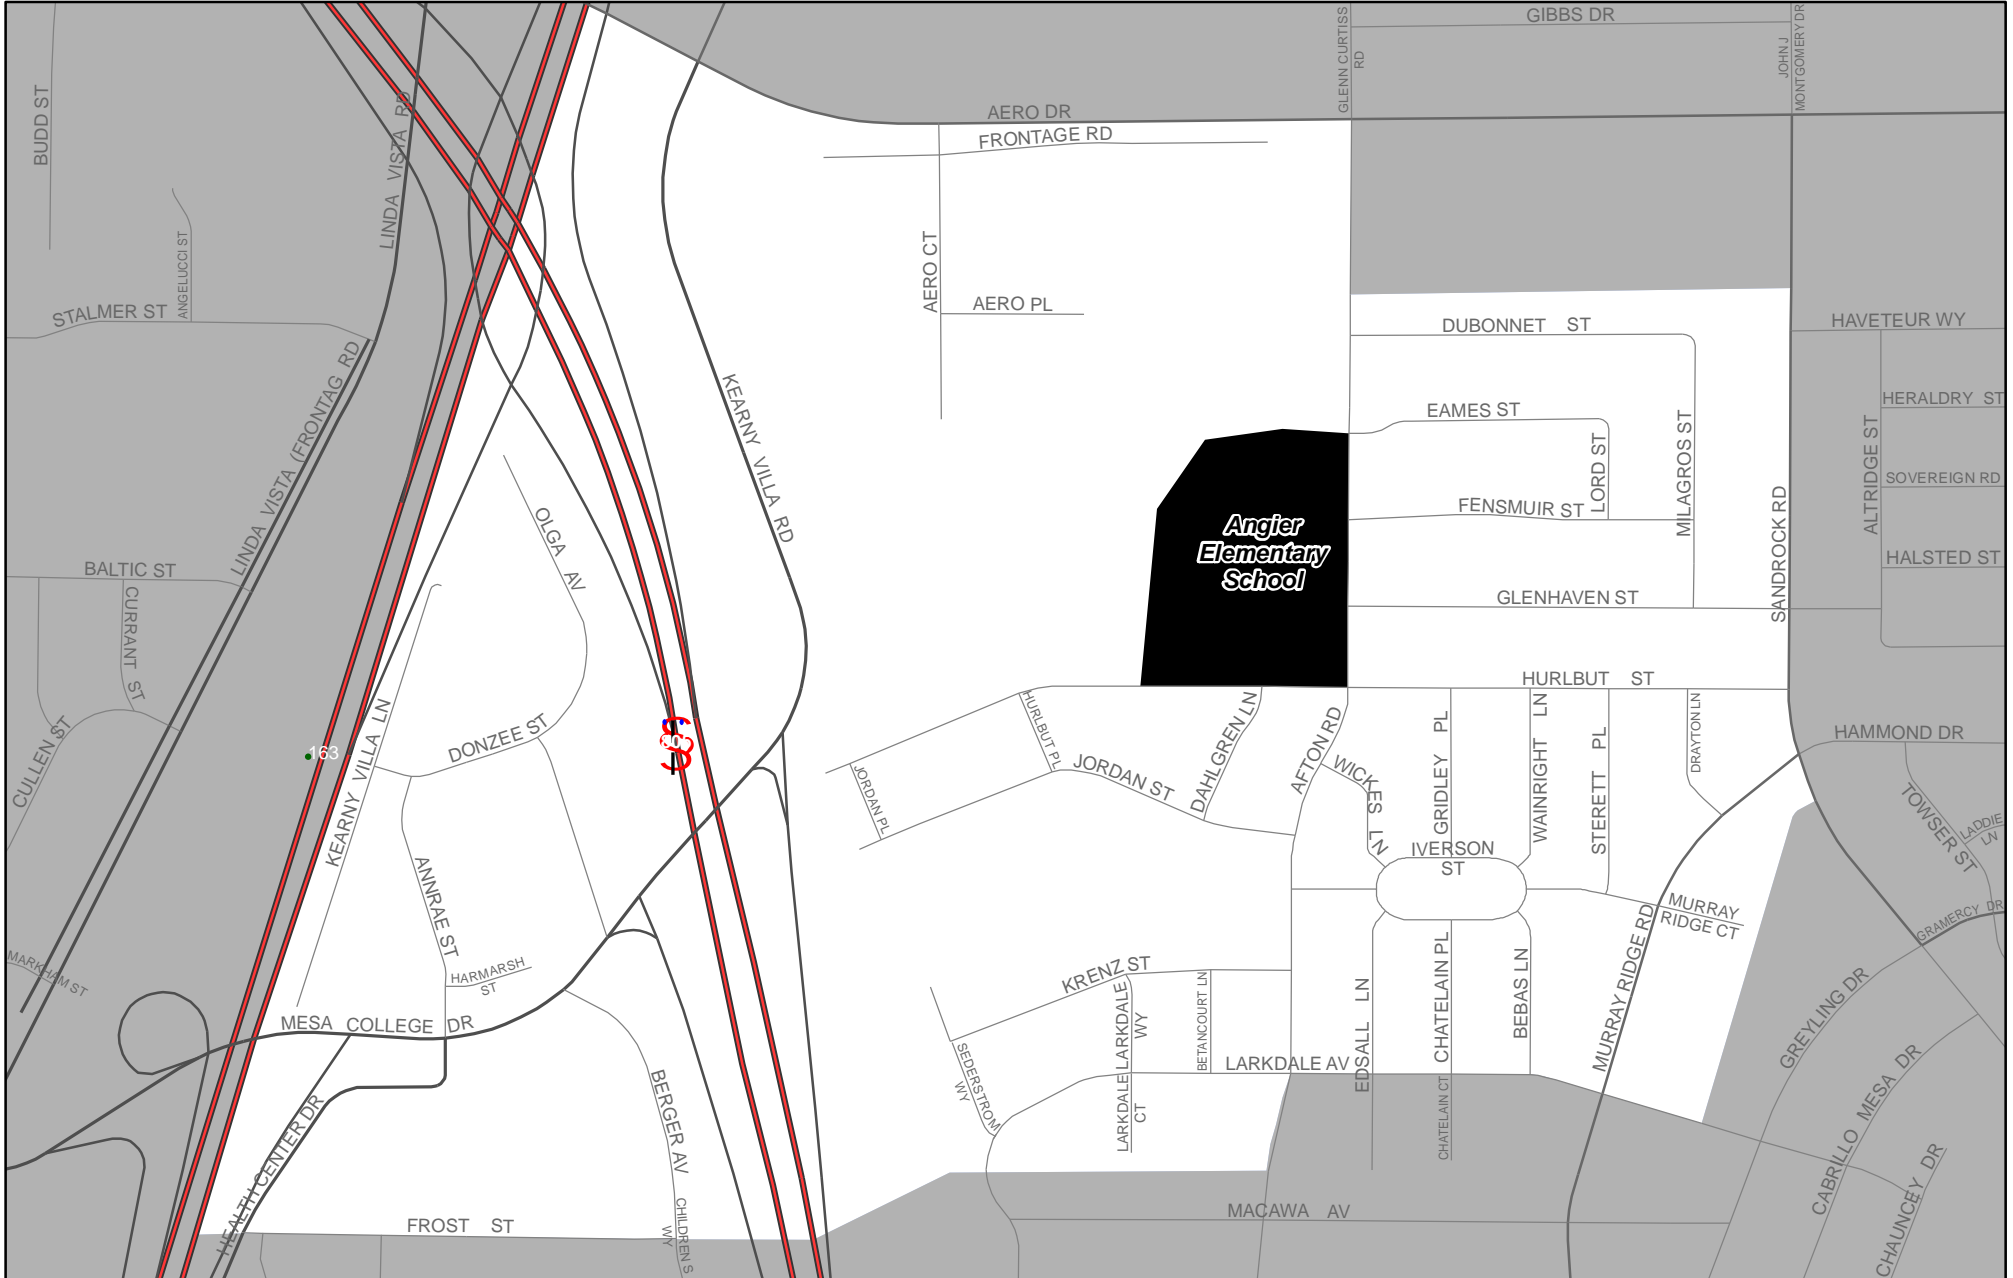 GIBBS DR
GLENN CURTISS
RD
JOHN J
MONTGOMERY DR
BUDD ST
LINDA VISTA RD
AERO DR
FRONTAGE RD
ANGELUCCI ST
STALMER ST
AERO CT
AERO PL
DUBONNET ST
HAVETEUR WY
LINDA VISTA (FRONTAG RD
KEARNY VILLA RD
EAMES ST
LORD ST
MILAGROS ST
HERALDRY ST
ALTRIDGE ST
SOVEREIGN RD
OLGA AV
FENSMUIR ST
SANDROCK RD
Angier
Elementary
School
BALTIC ST
CURRANT ST
HALSTED ST
GLENHAVEN ST
HURLBUT ST
HURLBUT PL
DAHLGREN LN
AFTON RD
GRIDLEY PL
WAINRIGHT LN
STERETT PL
DRAYTON LN
HAMMOND DR
CULLEN ST
163
KEARNY VILLA LN
DONZEE ST
JORDAN PL
JORDAN ST
WICKLES LN
TOWSER ST
LADDIE
LN
IVERSON
ST
ANNRAE ST
MURRAY
RIDGE CT
GRAMERCY DR
MARKHAM ST
HARMARSH
ST
KRENZ ST
LARKDALE
WY
BETANCOURT LN
EDSALL LN
CHATELAIN PL
BEBAS LN
MURRAY RIDGE RD
GREYLING DR
MESA COLLEGE DR
SEDERSTROM
WY
LARKDALE AV
LARKDALE
CT
CHATELAIN CT
CABRILLO MESA DR
HEALTH CENTER DR
BERGER AV
CHILDRENS
WY
FROST ST
MACAWA AV
CHAUNCEY DR